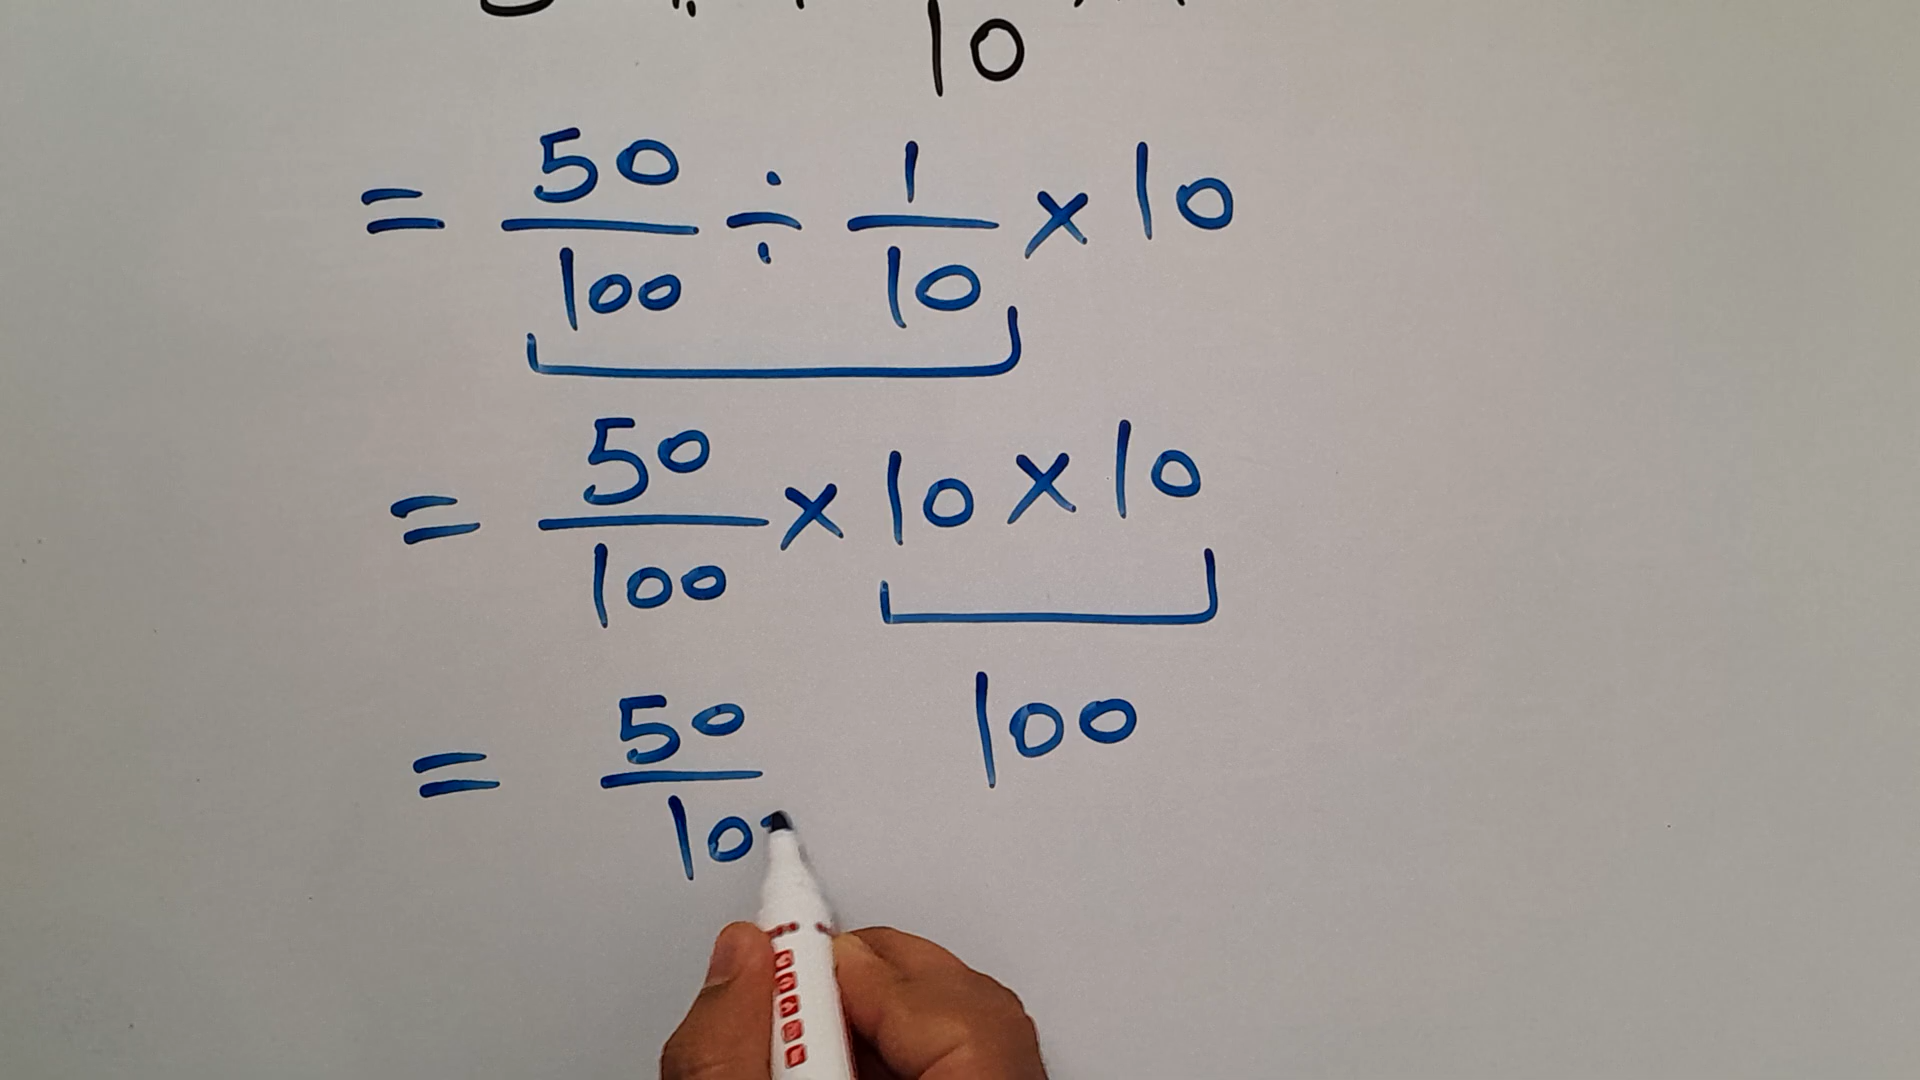 10
= 50/100 ÷ 1/10 × 10
= 50/100 × 10 × 10
100
= 50/10